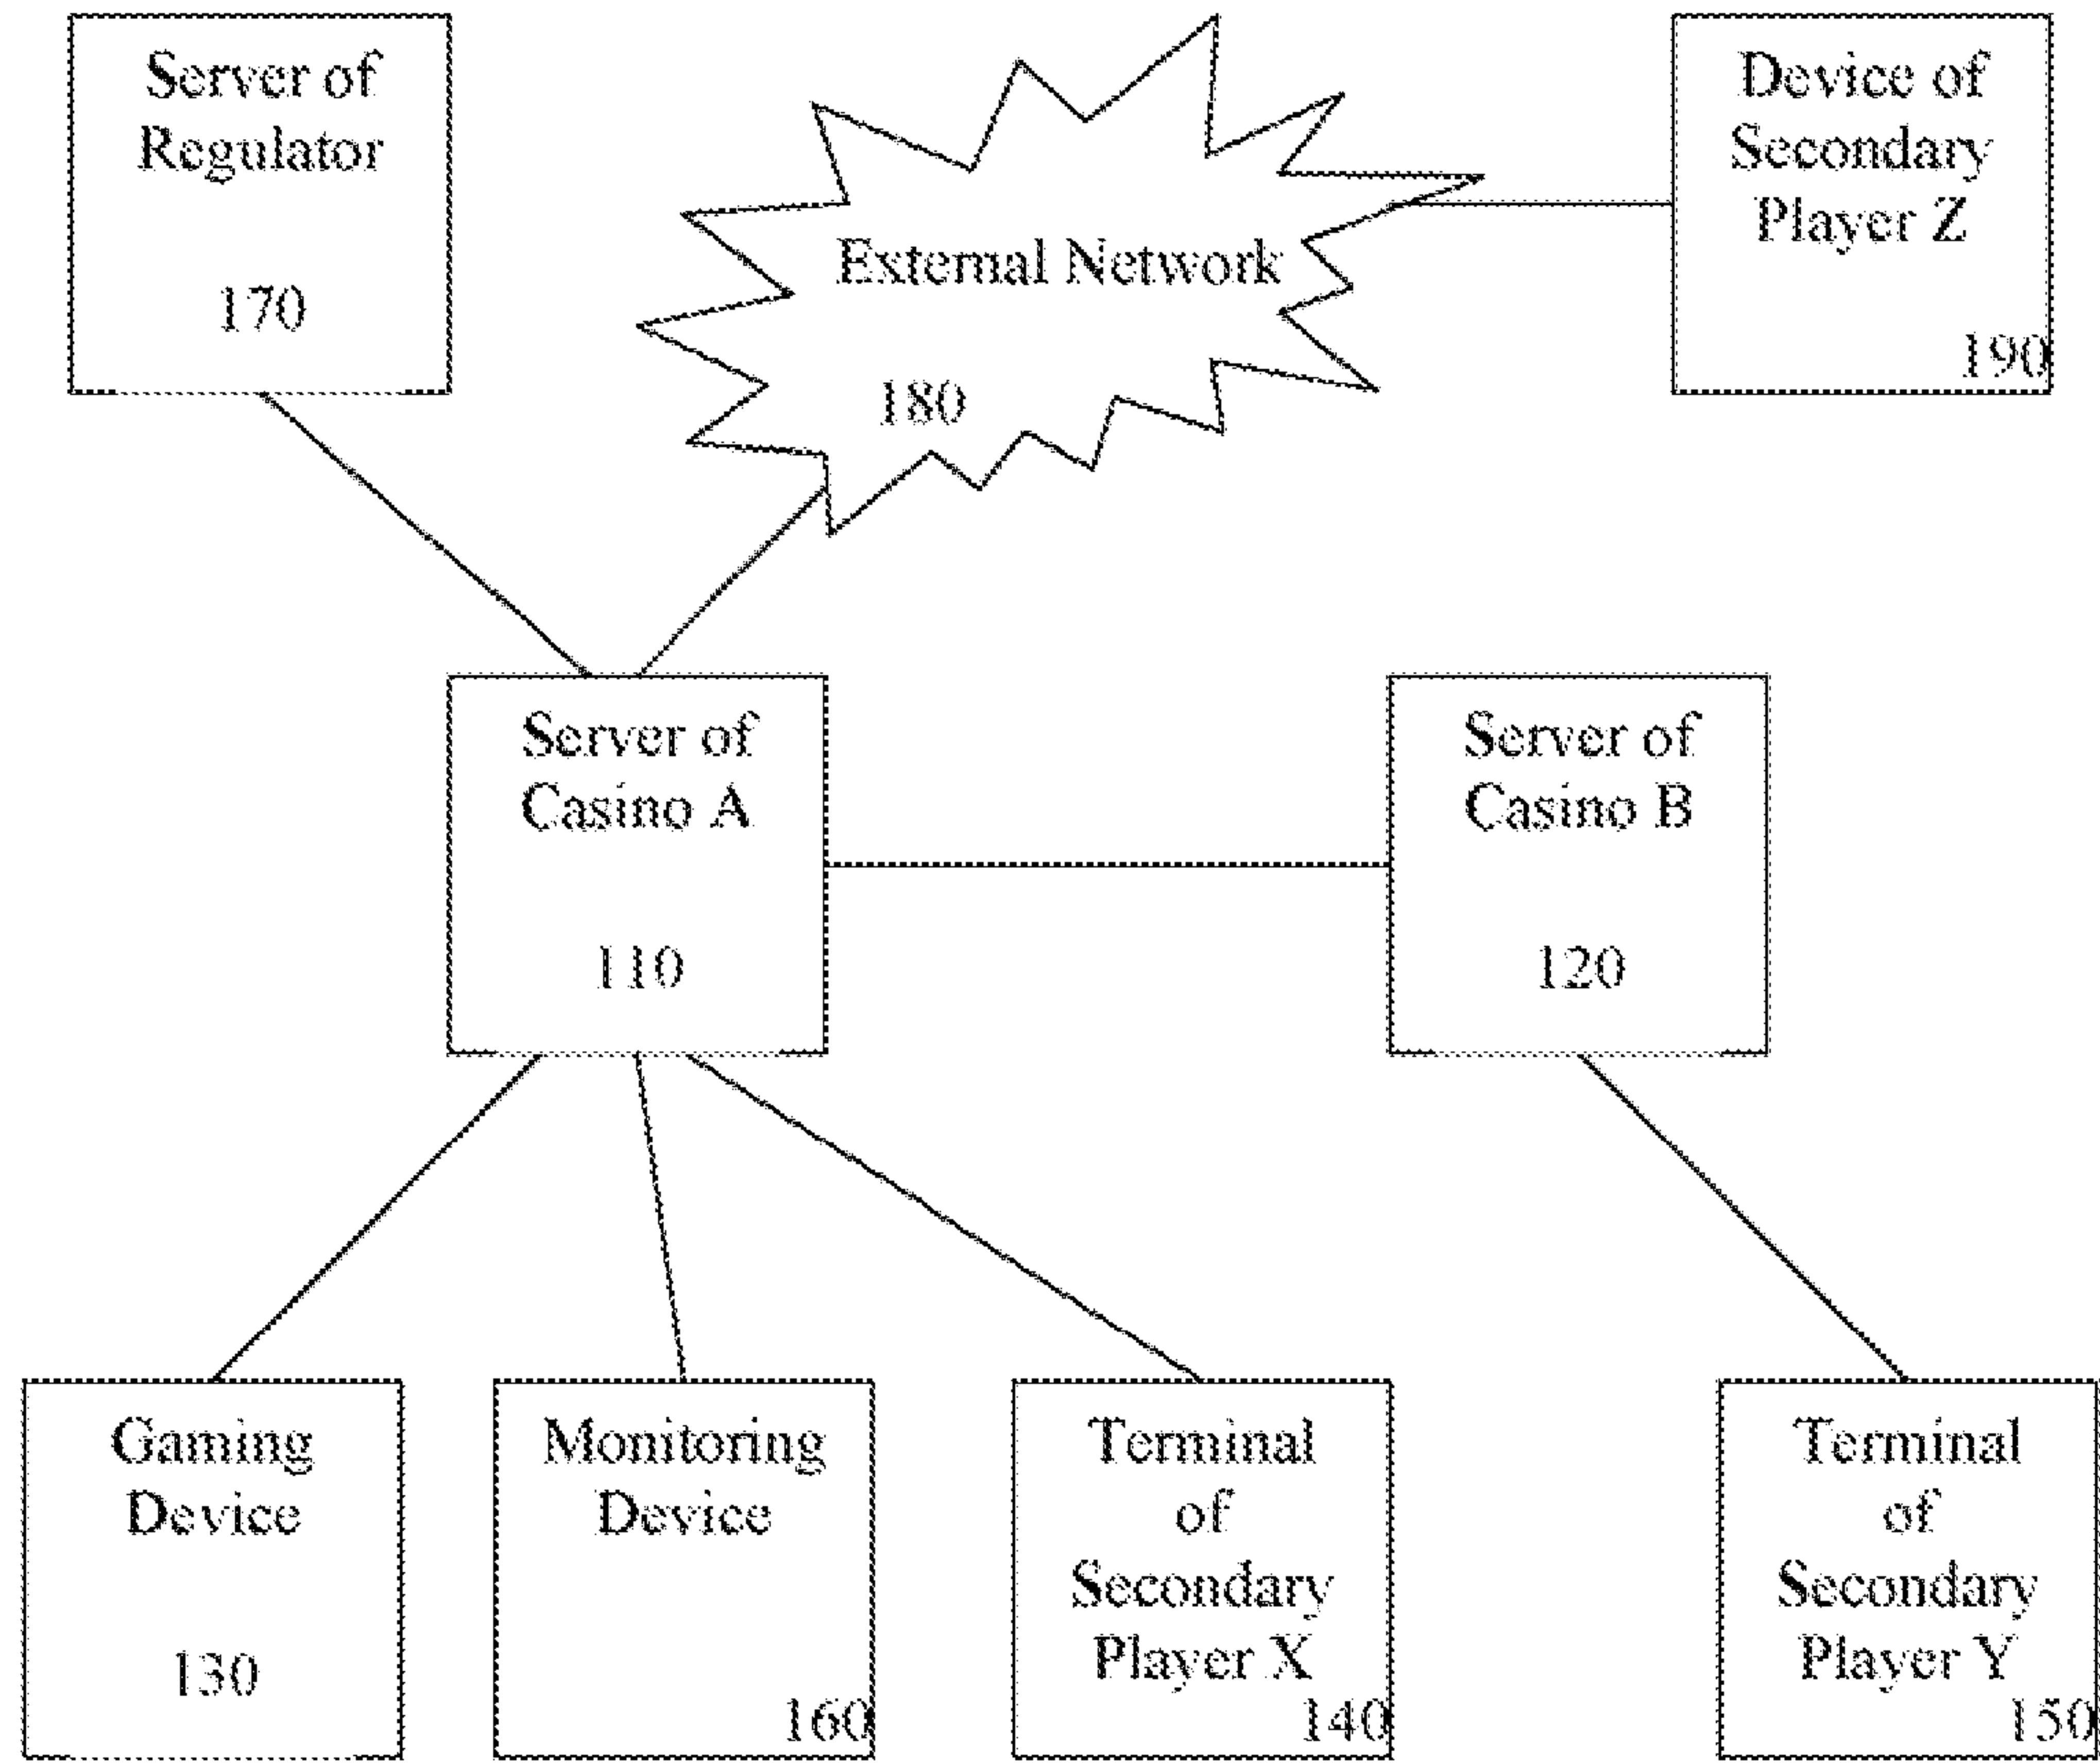 Server of
Regulator
170
External Network
180
Device of
Secondary
Player Z
190
Server of
Casino A
110
Server of
Casino B
120
Gaming
Device
130
Monitoring
Device
160
Terminal
of
Secondary
Player X
140
Terminal
of
Secondary
Player Y
150